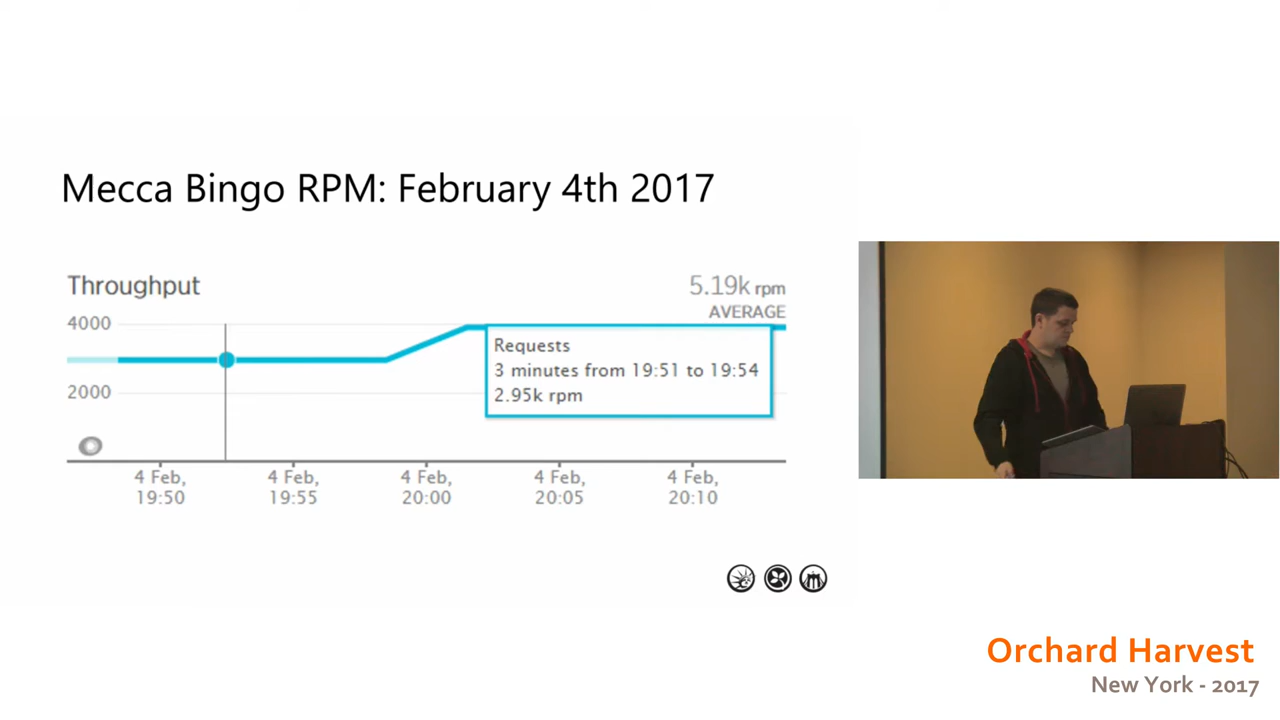 Mecca Bingo RPM: February 4th 2017
Throughput
5.19k rpm
AVERAGE
4000
2000
Requests
3 minutes from 19:51 to 19:54
2.95k rpm
4 Feb, 19:50
4 Feb, 19:55
4 Feb, 20:00
4 Feb, 20:05
4 Feb, 20:10
Orchard Harvest
New York - 2017